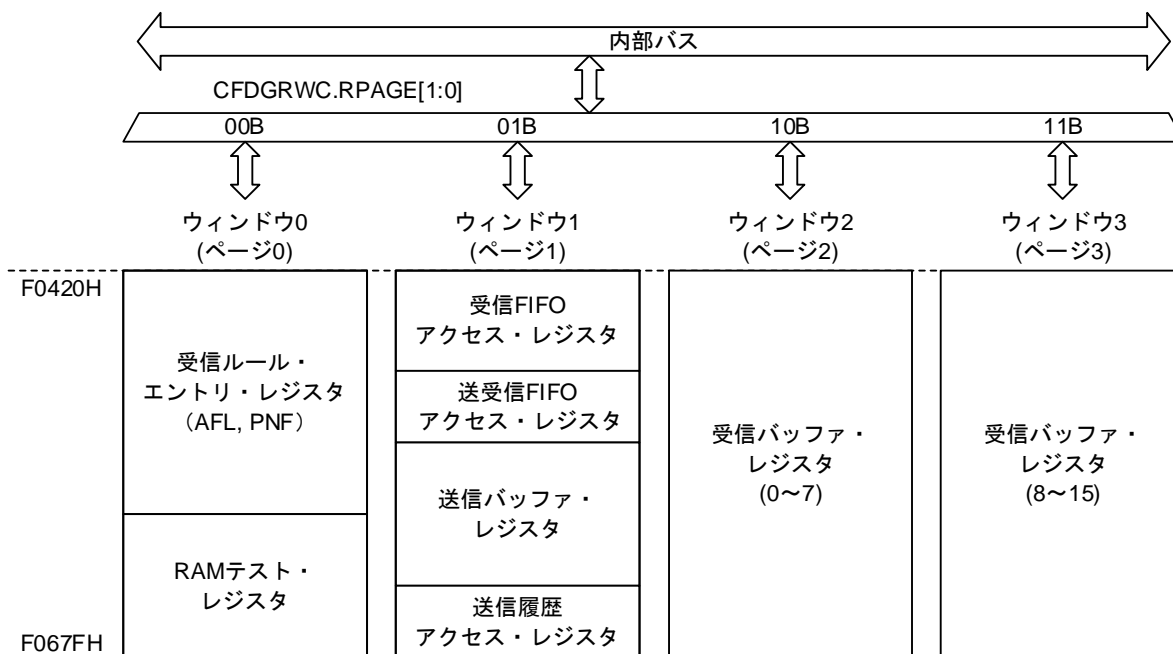 内部バス
CFDGRWC.RPAGE[1:0]
00B
01B
10B
11B
ウィンドウ0
(ページ0)
ウィンドウ1
(ページ1)
ウィンドウ2
(ページ2)
ウィンドウ3
(ページ3)
F0420H
受信ルール・
エントリ・レジスタ
（AFL, PNF）
RAMテスト・
レジスタ
受信FIFO
アクセス・レジスタ
送受信FIFO
アクセス・レジスタ
送信バッファ・
レジスタ
送信履歴
アクセス・レジスタ
受信バッファ・
レジスタ
(0～7)
受信バッファ・
レジスタ
(8～15)
F067FH